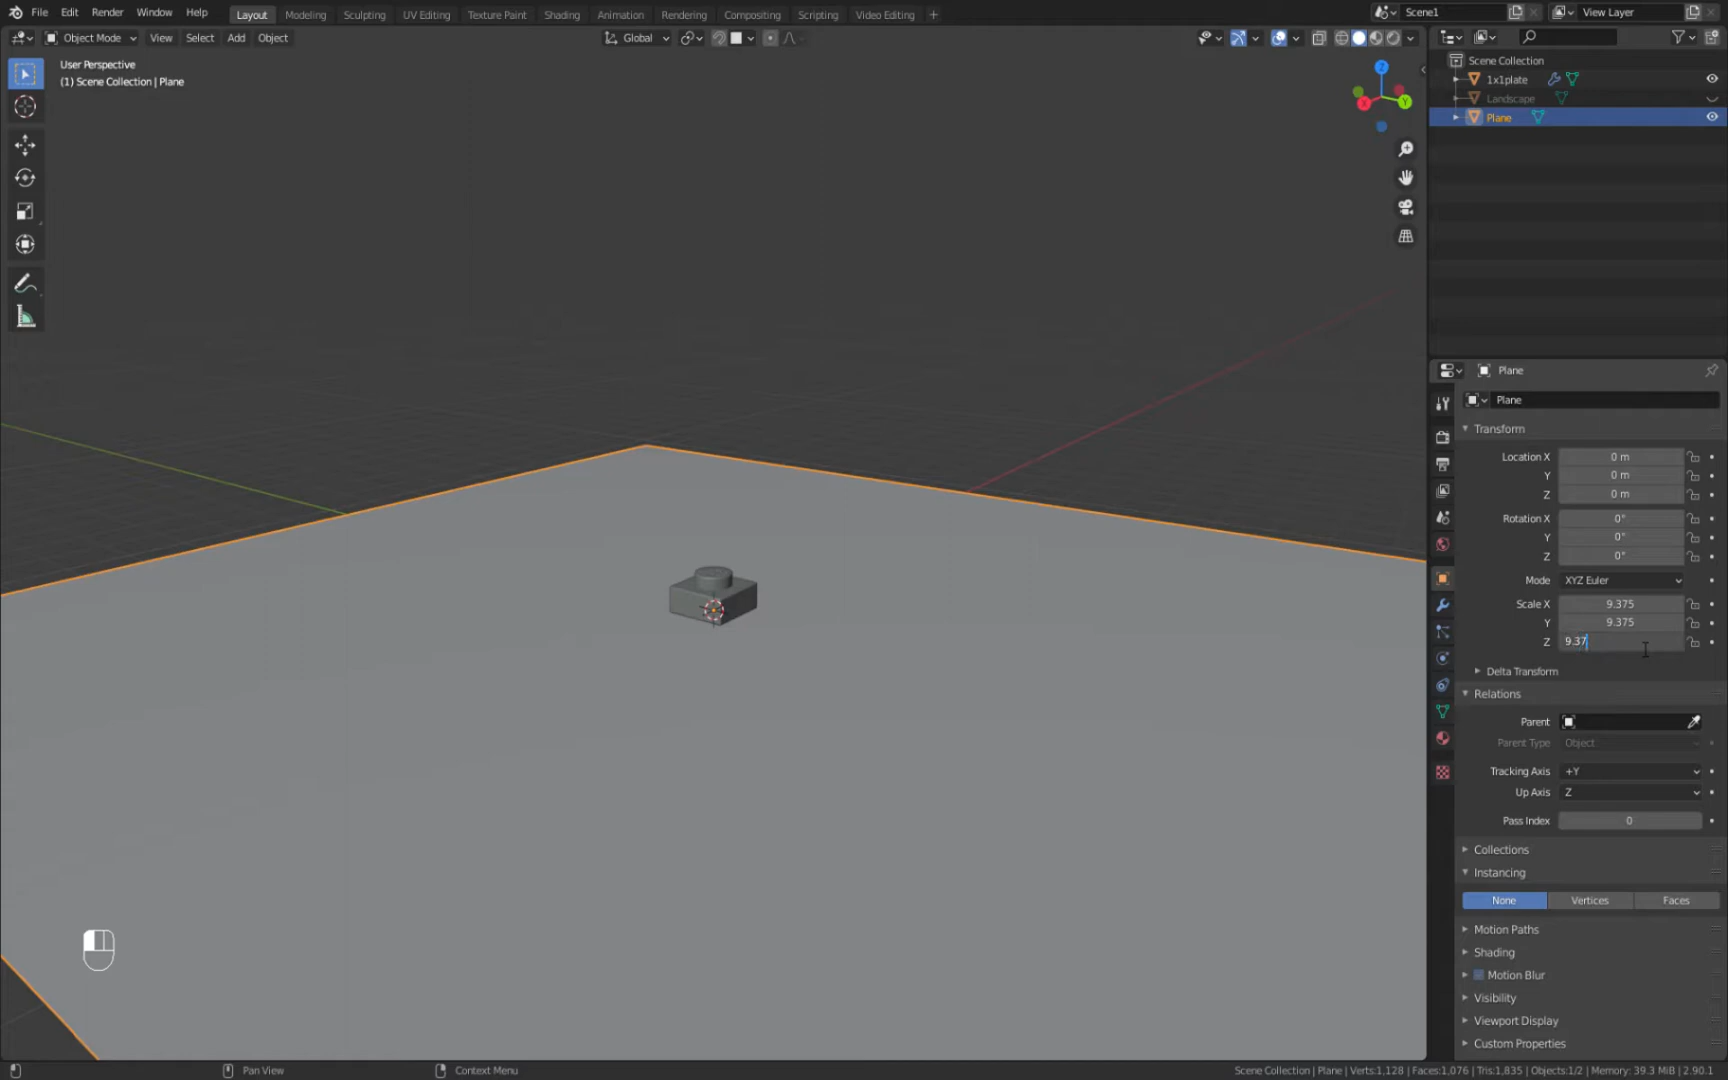 File Edit Render Window Help Layout Modeling Sculpting UV Editing Texture Paint Shading Animation Rendering Compositing Scripting Video Editing + Scene1 View Layer
Object Mode View Select Add Object Global
User Perspective
(1) Scene Collection | Plane
Z
X
Y
Scene Collection
1x1plate
Landscape
Plane
Plane
Plane
Transform
Location X 0 m
Y 0 m
Z 0 m
Rotation X 0°
Y 0°
Z 0°
Mode XYZ Euler
Scale X 9.375
Y 9.375
Z 9.37
Delta Transform
Relations
Parent
Parent Type Object
Tracking Axis +Y
Up Axis Z
Pass Index 0
Collections
Instancing
None Vertices Faces
Motion Paths
Shading
Motion Blur
Visibility
Viewport Display
Custom Properties
Pan View Context Menu Scene Collection | Plane | Verts:1,128 | Faces:1,076 | Tris:1,835 | Objects:1/2 | Memory: 39.3 MiB | 2.90.1